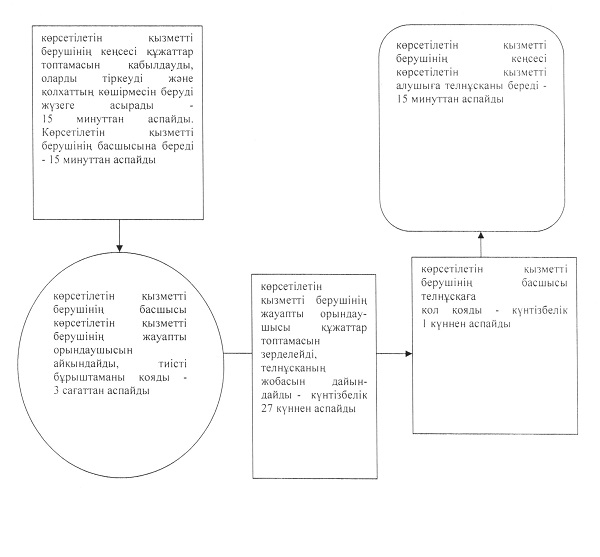 көрсетілетін қызметті
берушінің кеңсесі құжаттар
топтамасын қабылдауды,
оларды тіркеуді және
қолхаттың көшірмесін беруді
жүзеге асырады -
15 минуттан аспайды.
Көрсетілетін қызметті
берушінің басшысына береді
- 15 минуттан аспайды
көрсетілетін қызметті
берушінің басшысы
көрсетілетін қызметті
берушінің жауапты
орындаушысын
айқындайды, тиісті
бұрыштаманы қояды -
3 сағаттан аспайды
көрсетілетін
қызметті берушінің
жауапты орындау-
шысы құжаттар
топтамасын
зерделейді,
телнұсқаның
жобасын дайын-
дайды - күнтізбелік
27 күннен аспайды
көрсетілетін қызметті
берушінің басшысы
телнұсқаға
қол қояды - күнтізбелік
1 күннен аспайды
көрсетілетін қызметті
берушінің кеңсесі
көрсетілетін қызметті
алушыға телнұсқаны береді -
15 минуттан аспайды